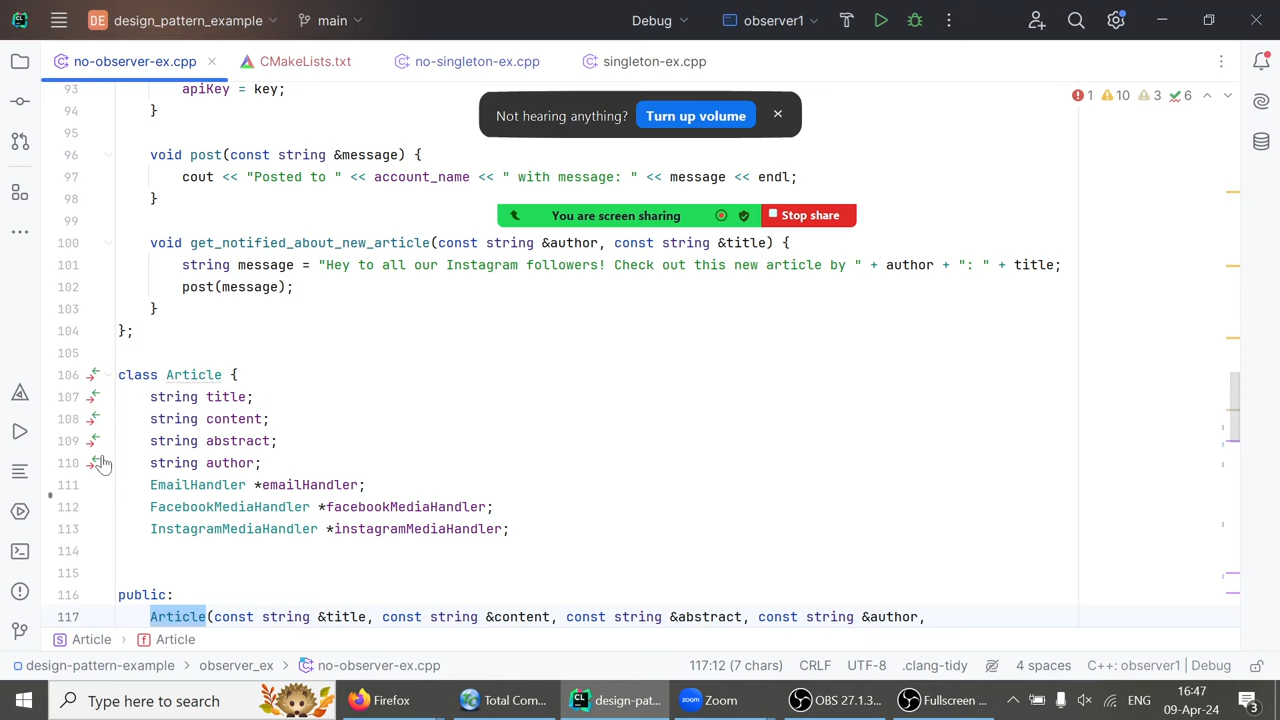 DE design_pattern_example main Debug observer1
no-observer-ex.cpp CMakeLists.txt no-singleton-ex.cpp singleton-ex.cpp
93 apiKey = key;
1 10 3 6
94 }
Not hearing anything? Turn up volume
95
96 void post(const string &message) {
97 cout << "Posted to " << account_name << " with message: " << message << endl;
98 }
You are screen sharing Stop share
99
100 void get_notified_about_new_article(const string &author, const string &title) {
101 string message = "Hey to all our Instagram followers! Check out this new article by " + author + ": " + title;
102 post(message);
103 }
104 };
105
106 class Article {
107 string title;
108 string content;
109 string abstract;
110 string author;
111 EmailHandler *emailHandler;
112 FacebookMediaHandler *facebookMediaHandler;
113 InstagramMediaHandler *instagramMediaHandler;
114
115
116 public:
117 Article(const string &title, const string &content, const string &abstract, const string &author,
S Article f Article
design-pattern-example observer_ex no-observer-ex.cpp 117:12 (7 chars) CRLF UTF-8 .clang-tidy 4 spaces C++: observer1 | Debug
Type here to search Firefox Total Com... CL design-pat... zoom Zoom OBS 27.1.3... Fullscreen ... ENG 16:47
09-Apr-24 3